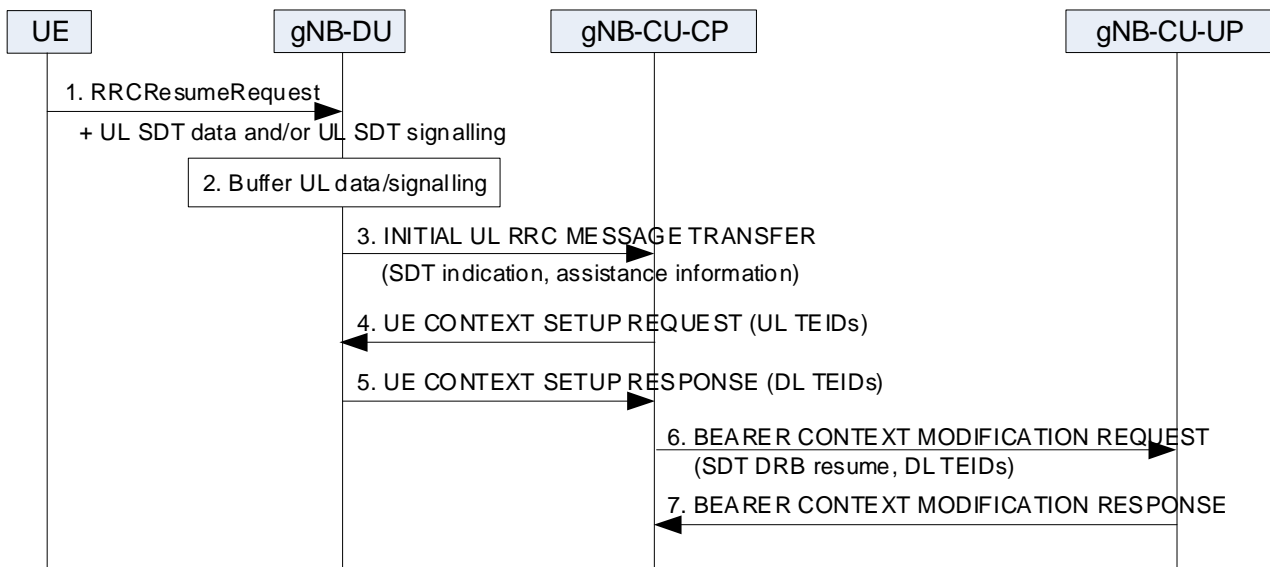 UE
gNB-DU
gNB-CU-CP
gNB-CU-UP
1. RRCResumeRequest
+ UL SDT data and/or UL SDT signalling
2. Buffer UL data/signalling
3. INITIAL UL RRC MESSAGE TRANSFER
(SDT indication, assistance information)
4. UE CONTEXT SETUP REQUEST (UL TEIDs)
5. UE CONTEXT SETUP RESPONSE (DL TEIDs)
6. BEARER CONTEXT MODIFICATION REQUEST
(SDT DRB resume, DL TEIDs)
7. BEARER CONTEXT MODIFICATION RESPONSE